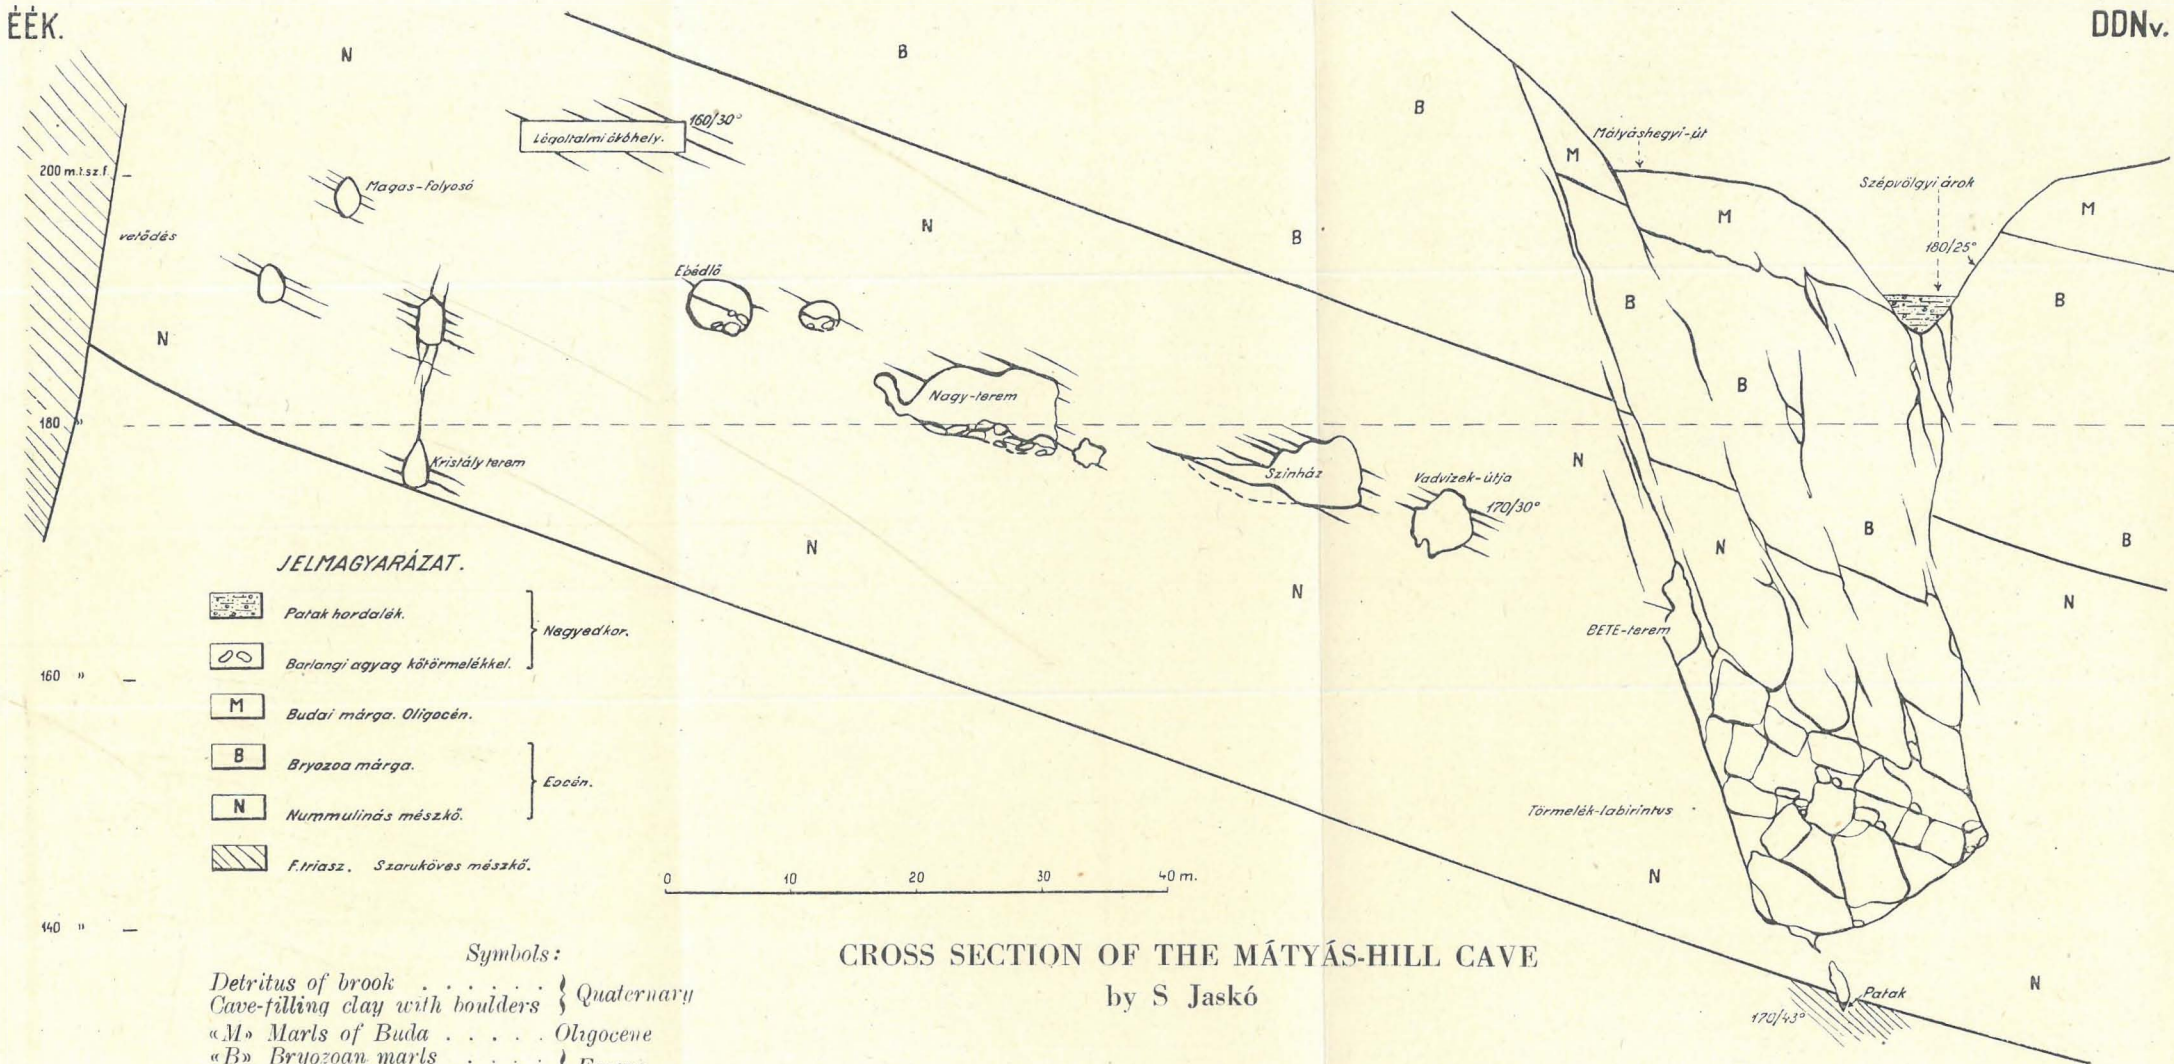 ÉÉK.
DDNv.
N
B
B
160/30°
Légoltalmi óvóhely.
Mátyáshegyi-út
M
200 m.t.sz.f.
Magas-folyosó
Szépvölgyi árok
M
M
vetődés
N
B
180/25°
Ebédlő
B
B
N
B
Nagy-terem
180 "
Kristály terem
Színház
N
Vadvizek-útja
170/30°
B
B
N
N
N
N
JELMAGYARÁZAT.
Patak hordalék.
Barlangi agyag kőtörmelékkel.
Negyedkor.
BETE-terem
160 "
M Budai márga. Oligocén.
B Bryozoa márga.
N Nummulinás mészkő.
Eocén.
F.triasz. Szaruköves mészkő.
Törmelék-labirintus
N
0 10 20 30 40 m.
140 "
Symbols:
Detritus of brook . . . . . .
Cave-filling clay with boulders
Quaternary
«M» Marls of Buda . . . . . Oligocene
«B» Bryozoan marls . . . .
CROSS SECTION OF THE MÁTYÁS-HILL CAVE
by S Jaskó
N
Patak
170/43°